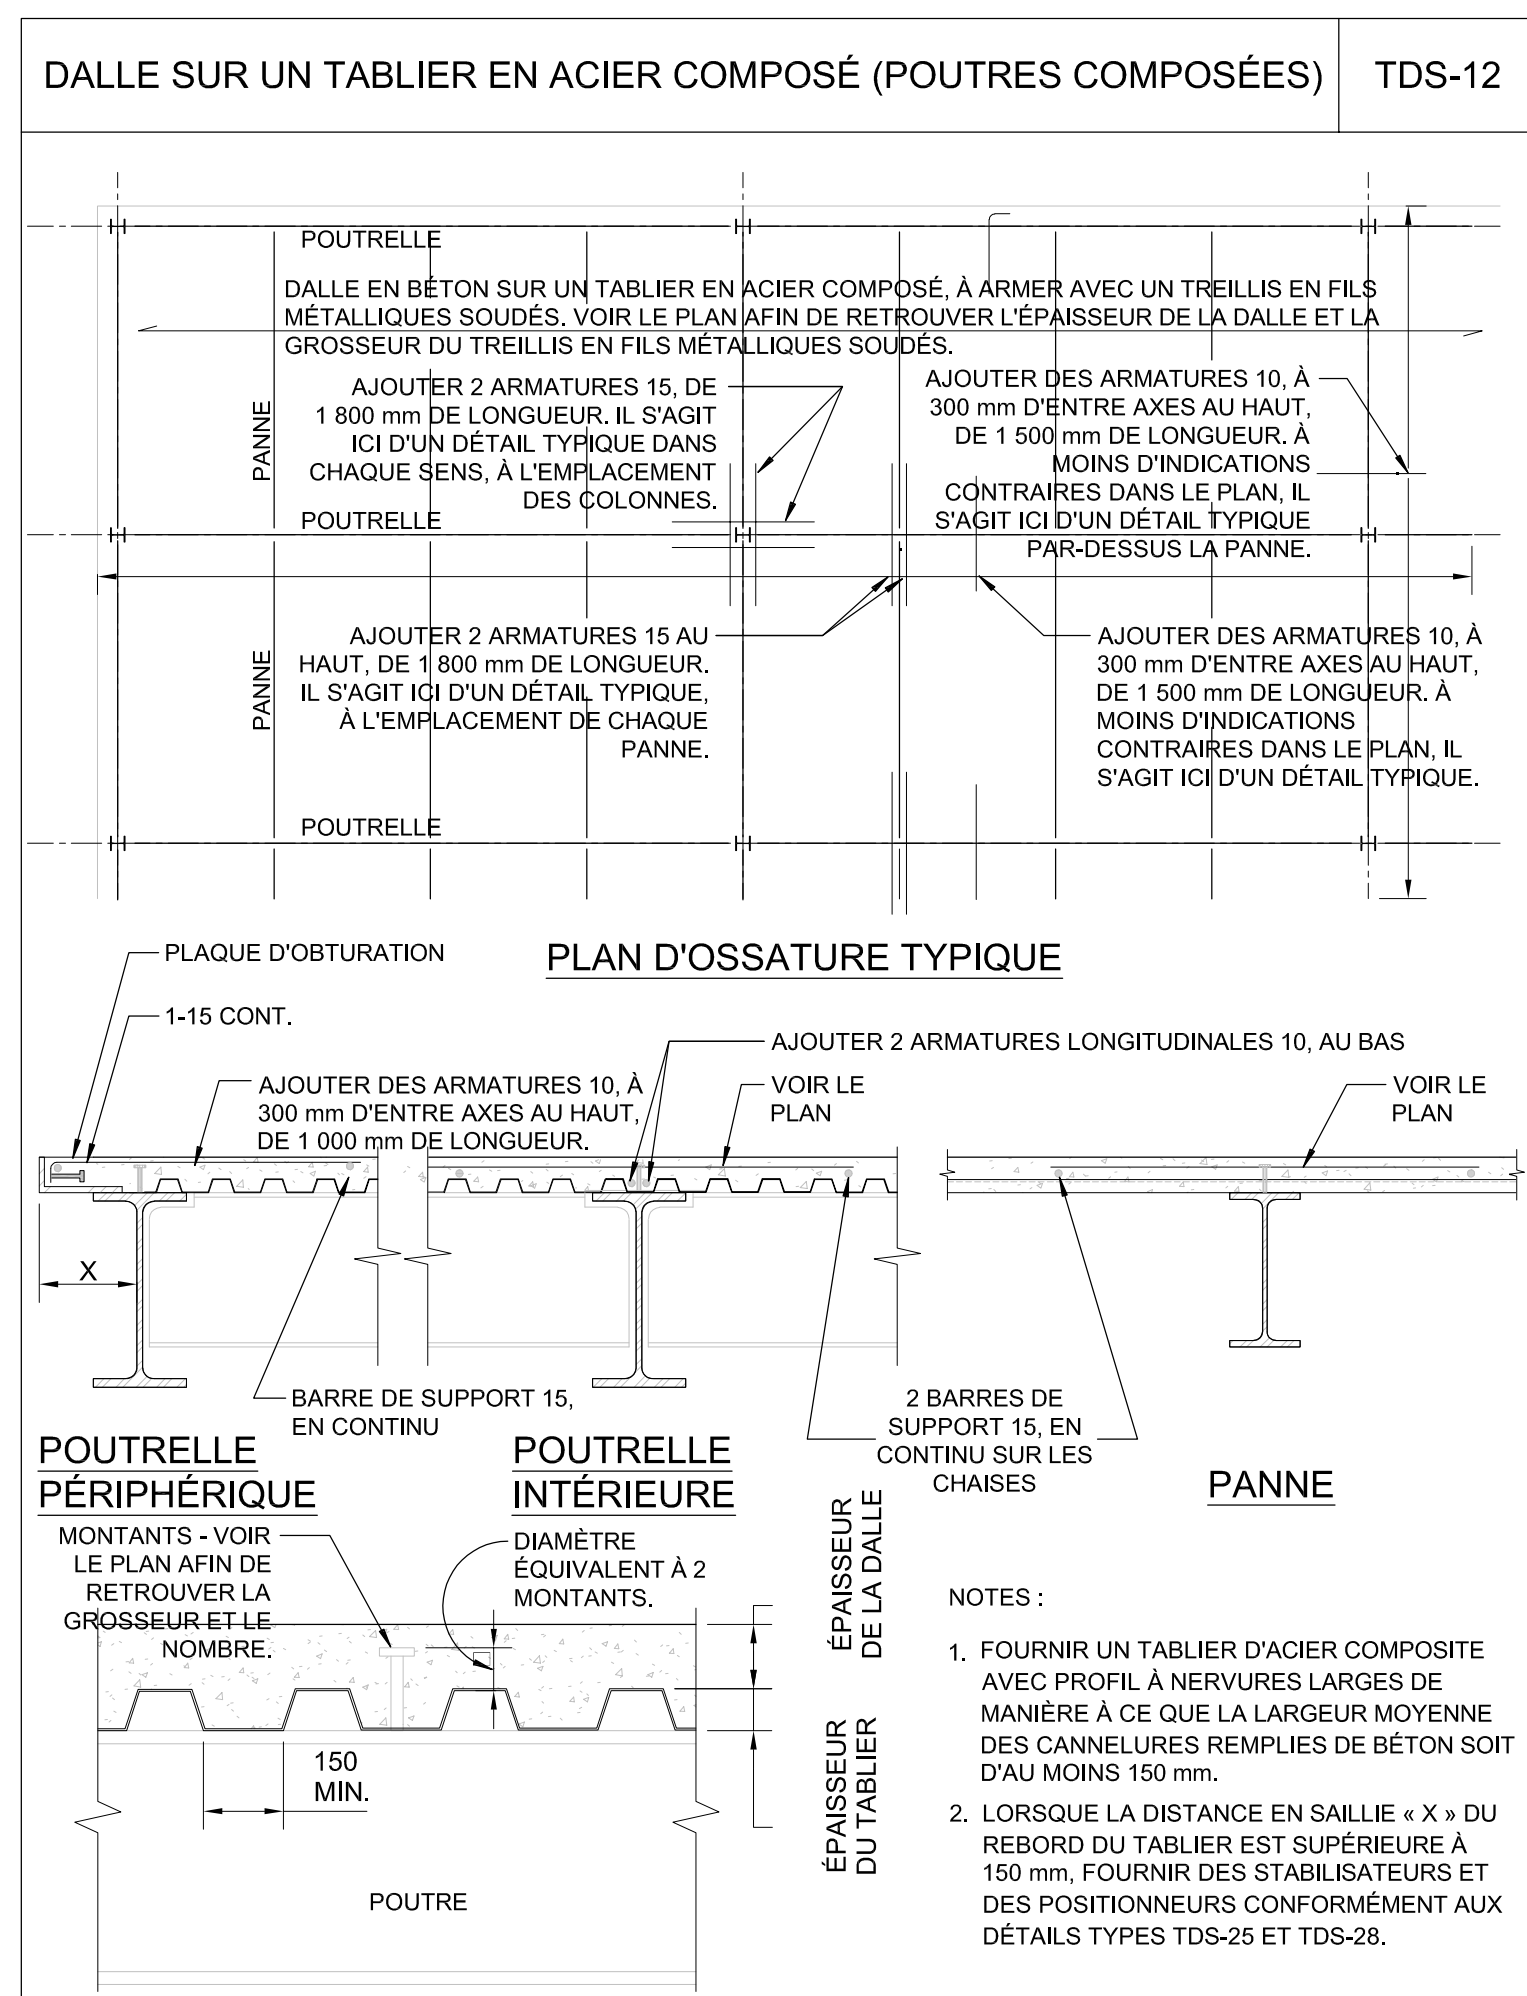 DALLE SUR UN TABLIER EN ACIER COMPOSÉ (POUTRES COMPOSÉES)
TDS-12
POUTRELLE
DALLE EN BÉTON SUR UN TABLIER EN ACIER COMPOSÉ, À ARMER AVEC UN TREILLIS EN FILS
MÉTALLIQUES SOUDÉS. VOIR LE PLAN AFIN DE RETROUVER L'ÉPAISSEUR DE LA DALLE ET LA
GROSSEUR DU TREILLIS EN FILS MÉTALLIQUES SOUDÉS.
PANNE
AJOUTER 2 ARMATURES 15, DE
1 800 mm DE LONGUEUR. IL S'AGIT
ICI D'UN DÉTAIL TYPIQUE DANS
CHAQUE SENS, À L'EMPLACEMENT
DES COLONNES.
AJOUTER DES ARMATURES 10, À
300 mm D'ENTRE AXES AU HAUT,
DE 1 500 mm DE LONGUEUR. À
MOINS D'INDICATIONS
CONTRAIRES DANS LE PLAN, IL
S'AGIT ICI D'UN DÉTAIL TYPIQUE
PAR-DESSUS LA PANNE.
POUTRELLE
PANNE
AJOUTER 2 ARMATURES 15 AU
HAUT, DE 1 800 mm DE LONGUEUR.
IL S'AGIT ICI D'UN DÉTAIL TYPIQUE,
À L'EMPLACEMENT DE CHAQUE
PANNE.
AJOUTER DES ARMATURES 10, À
300 mm D'ENTRE AXES AU HAUT,
DE 1 500 mm DE LONGUEUR. À
MOINS D'INDICATIONS
CONTRAIRES DANS LE PLAN, IL
S'AGIT ICI D'UN DÉTAIL TYPIQUE.
POUTRELLE
PLAN D'OSSATURE TYPIQUE
PLAQUE D'OBTURATION
1-15 CONT.
AJOUTER DES ARMATURES 10, À
300 mm D'ENTRE AXES AU HAUT,
DE 1 000 mm DE LONGUEUR.
AJOUTER 2 ARMATURES LONGITUDINALES 10, AU BAS
VOIR LE
PLAN
VOIR LE
PLAN
X
BARRE DE SUPPORT 15,
EN CONTINU
2 BARRES DE
SUPPORT 15, EN
CONTINU SUR LES
CHAISES
POUTRELLE
PÉRIPHÉRIQUE
POUTRELLE
INTÉRIEURE
PANNE
MONTANTS - VOIR
LE PLAN AFIN DE
RETROUVER LA
GROSSEUR ET LE
NOMBRE.
DIAMÈTRE
ÉQUIVALENT À 2
MONTANTS.
ÉPAISSEUR
DE LA DALLE
ÉPAISSEUR
DU TABLIER
150
MIN.
POUTRE
NOTES :
1. FOURNIR UN TABLIER D'ACIER COMPOSITE
AVEC PROFIL À NERVURES LARGES DE
MANIÈRE À CE QUE LA LARGEUR MOYENNE
DES CANNELURES REMPLIES DE BÉTON SOIT
D'AU MOINS 150 mm.
2. LORSQUE LA DISTANCE EN SAILLIE « X » DU
REBORD DU TABLIER EST SUPÉRIEURE À
150 mm, FOURNIR DES STABILISATEURS ET
DES POSITIONNEURS CONFORMÉMENT AUX
DÉTAILS TYPES TDS-25 ET TDS-28.